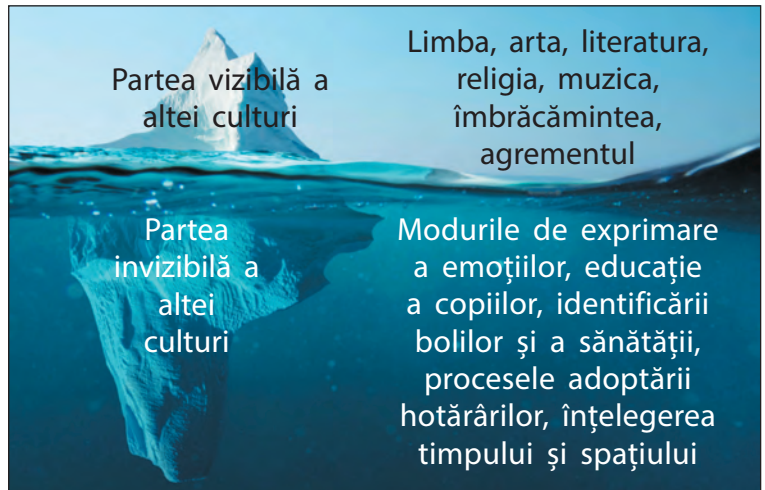 Partea vizibilă a
altei culturi
Limba, arta, literatura,
religia, muzica,
îmbrăcămintea,
agrementul
Partea
invizibilă a
altei
culturi
Modurile de exprimare
a emoțiilor, educație
a copiilor, identificării
bolilor și a sănătății,
procesele adoptării
hotărârilor, înțelegerea
timpului și spațiului